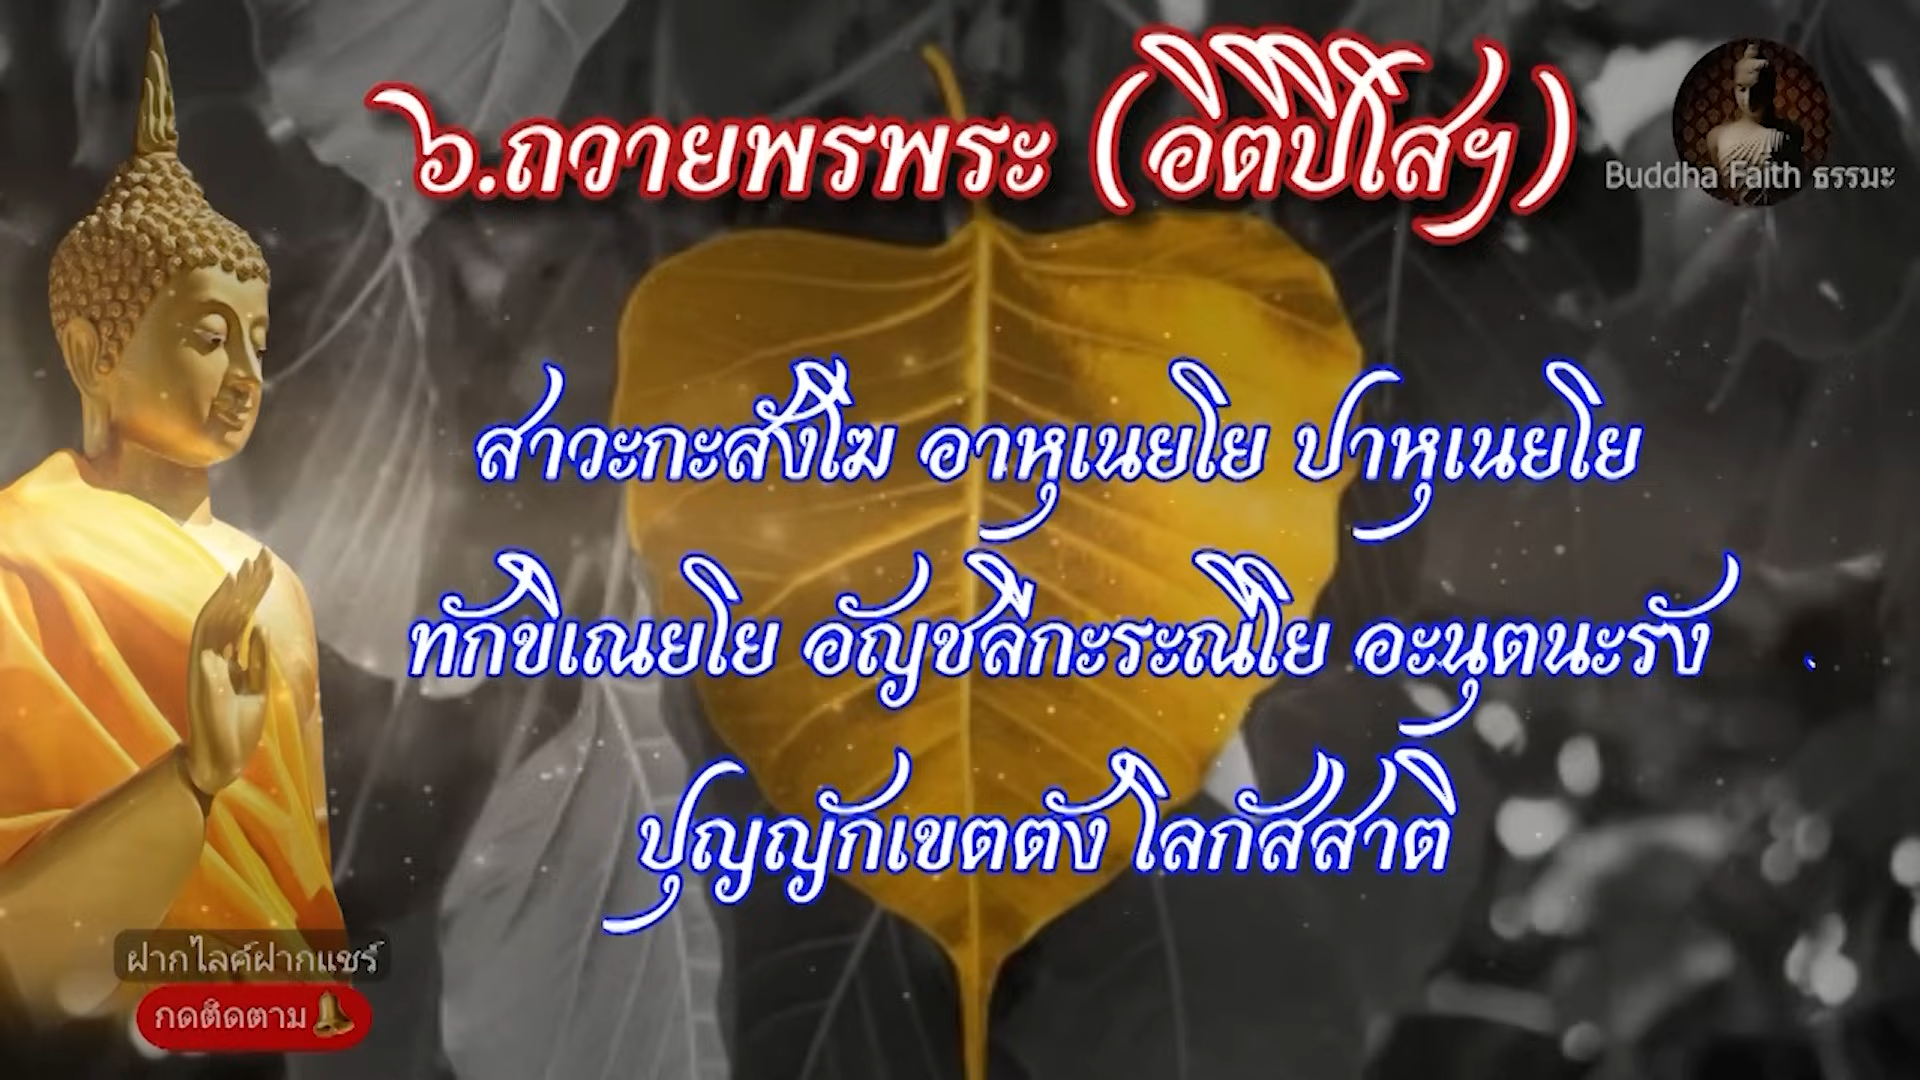 ๖.ถวายพรพระ (อิติปิโสฯ)
Buddha Faith ธรรมะ
สาวะกะสังโฆ อาหุเนยโย ปาหุเนยโย
ทักขิเณยโย อัญชลีกะระณีโย อะนุตนะรัง
ปุญญักเขตตัง โลกัสสาติ
ฝากไลค์ฝากแชร์
กดติดตาม